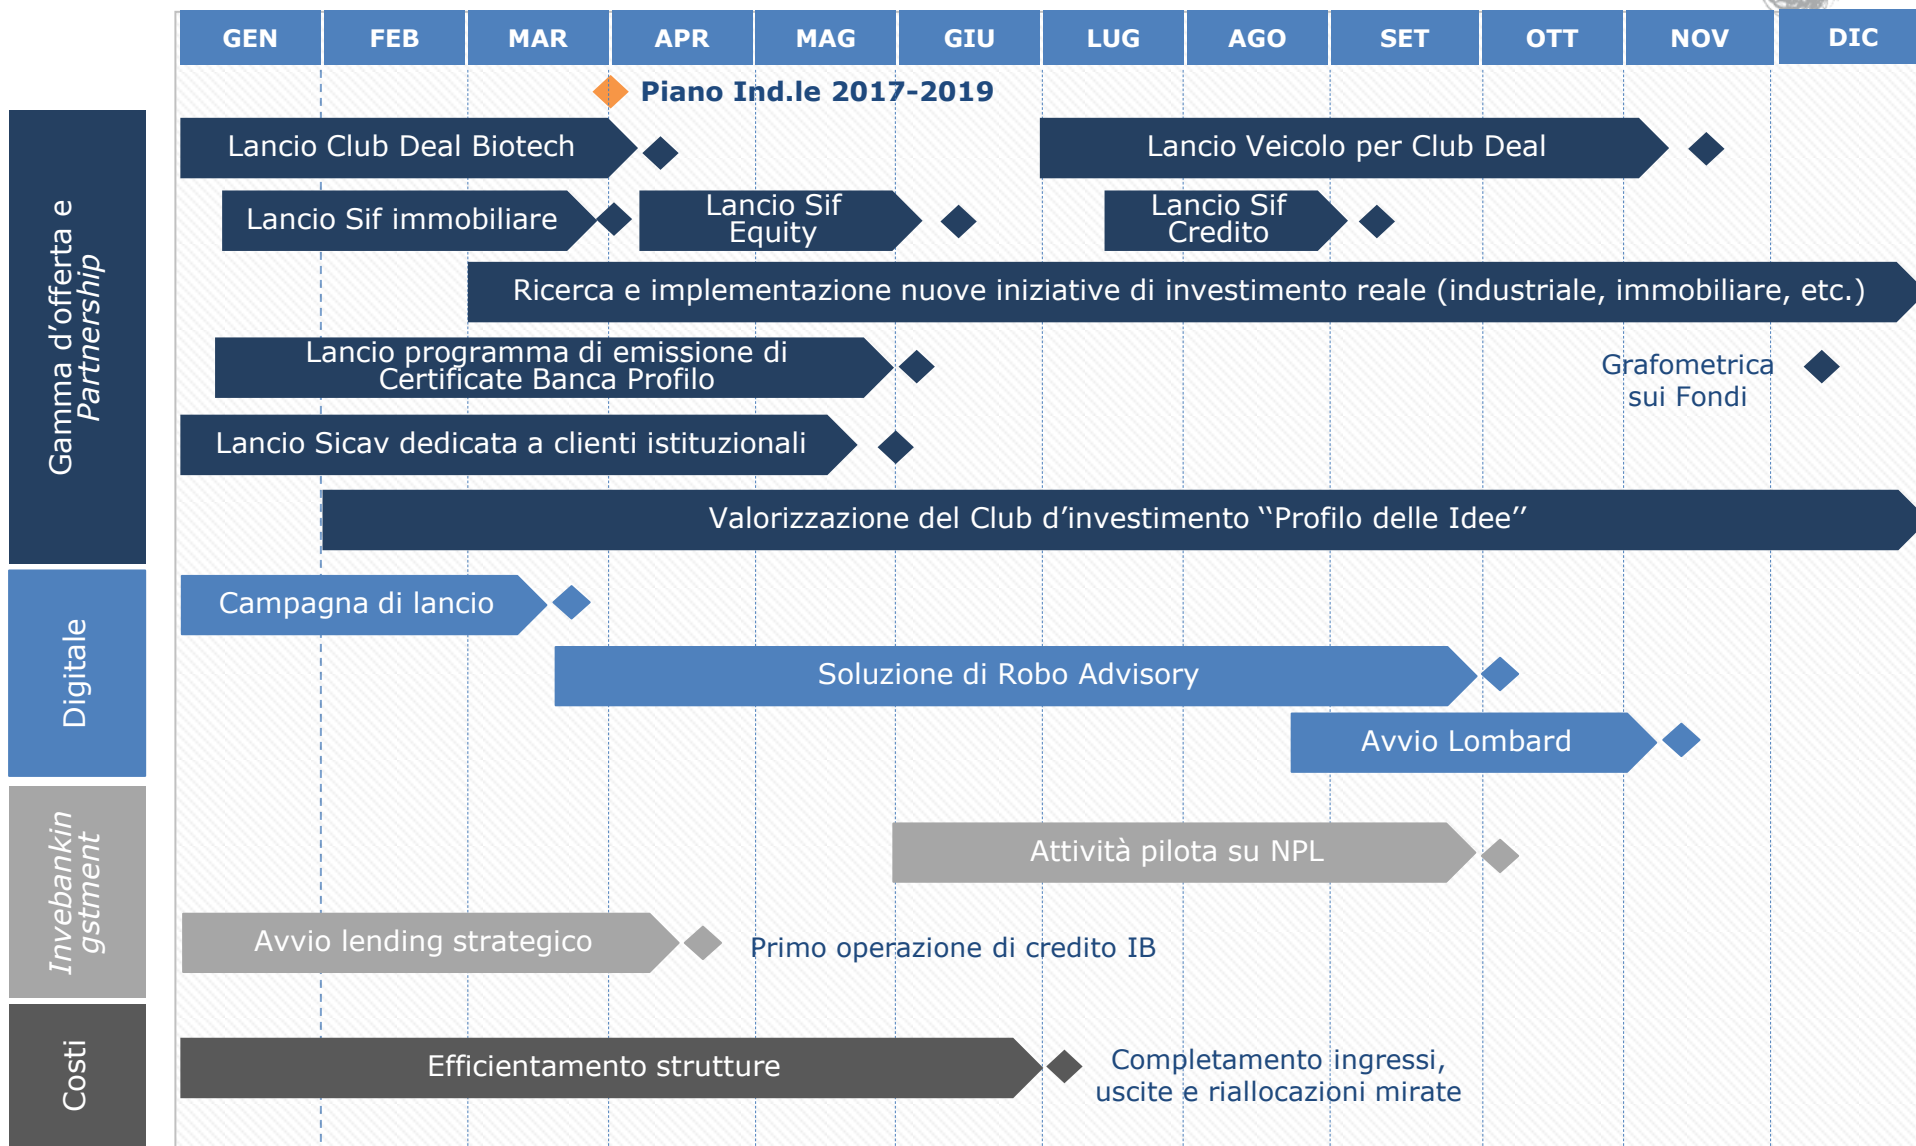 GEN FEB MAR APR MAG GIU LUG AGO SET OTT NOV DIC
Piano Ind.le 2017-2019
Gamma d’offerta e
Partnership
Lancio Club Deal Biotech
Lancio Veicolo per Club Deal
Lancio Sif immobiliare
Lancio Sif
Equity
Lancio Sif
Credito
Ricerca e implementazione nuove iniziative di investimento reale (industriale, immobiliare, etc.)
Lancio programma di emissione di
Certificate Banca Profilo
Grafometrica
sui Fondi
Lancio Sicav dedicata a clienti istituzionali
Valorizzazione del Club d’investimento ‘‘Profilo delle Idee’’
Digitale
Campagna di lancio
Soluzione di Robo Advisory
Avvio Lombard
Invebankin
gstment
Attività pilota su NPL
Avvio lending strategico
Primo operazione di credito IB
Costi
Efficientamento strutture
Completamento ingressi,
uscite e riallocazioni mirate